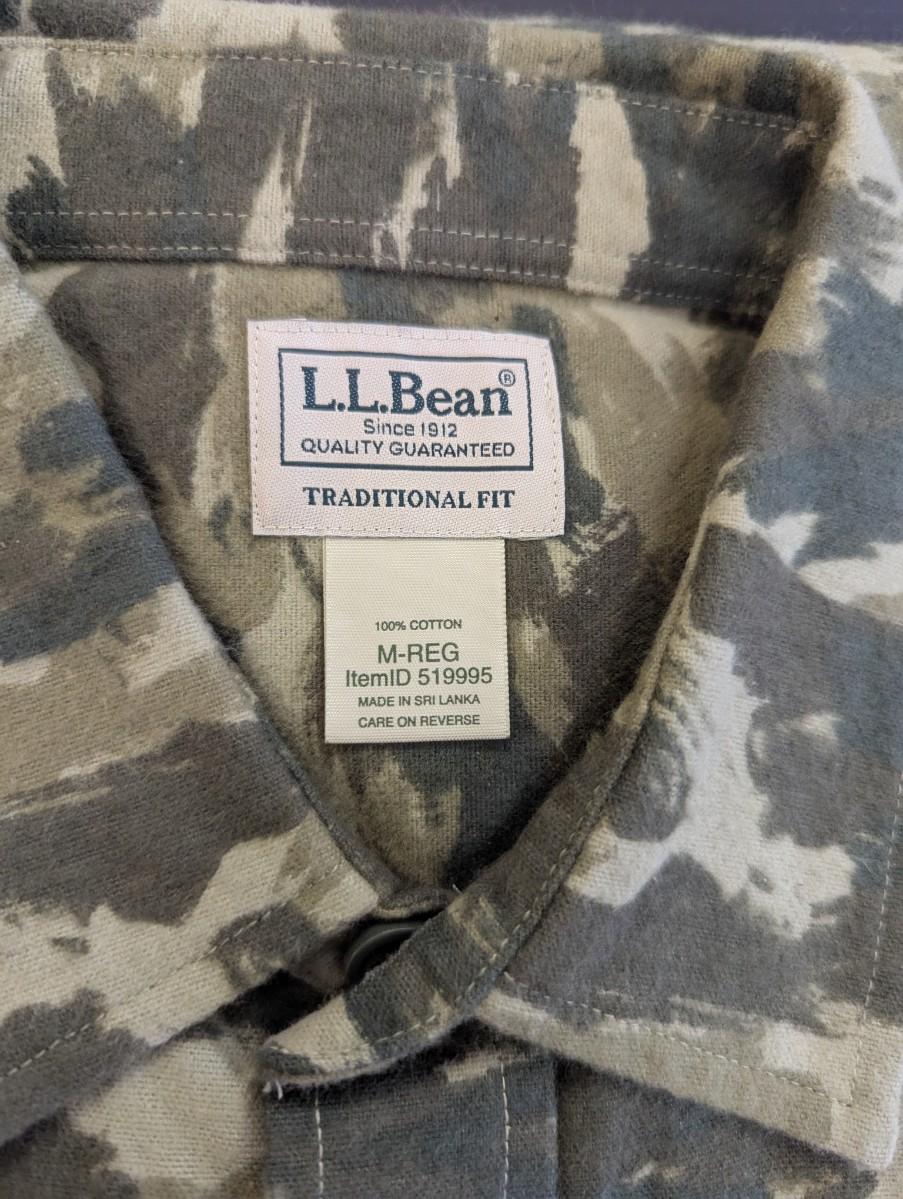 L.L.Bean®
Since 1912
QUALITY GUARANTEED
TRADITIONAL FIT
100% COTTON
M-REG
ItemID 519995
MADE IN SRI LANKA
CARE ON REVERSE